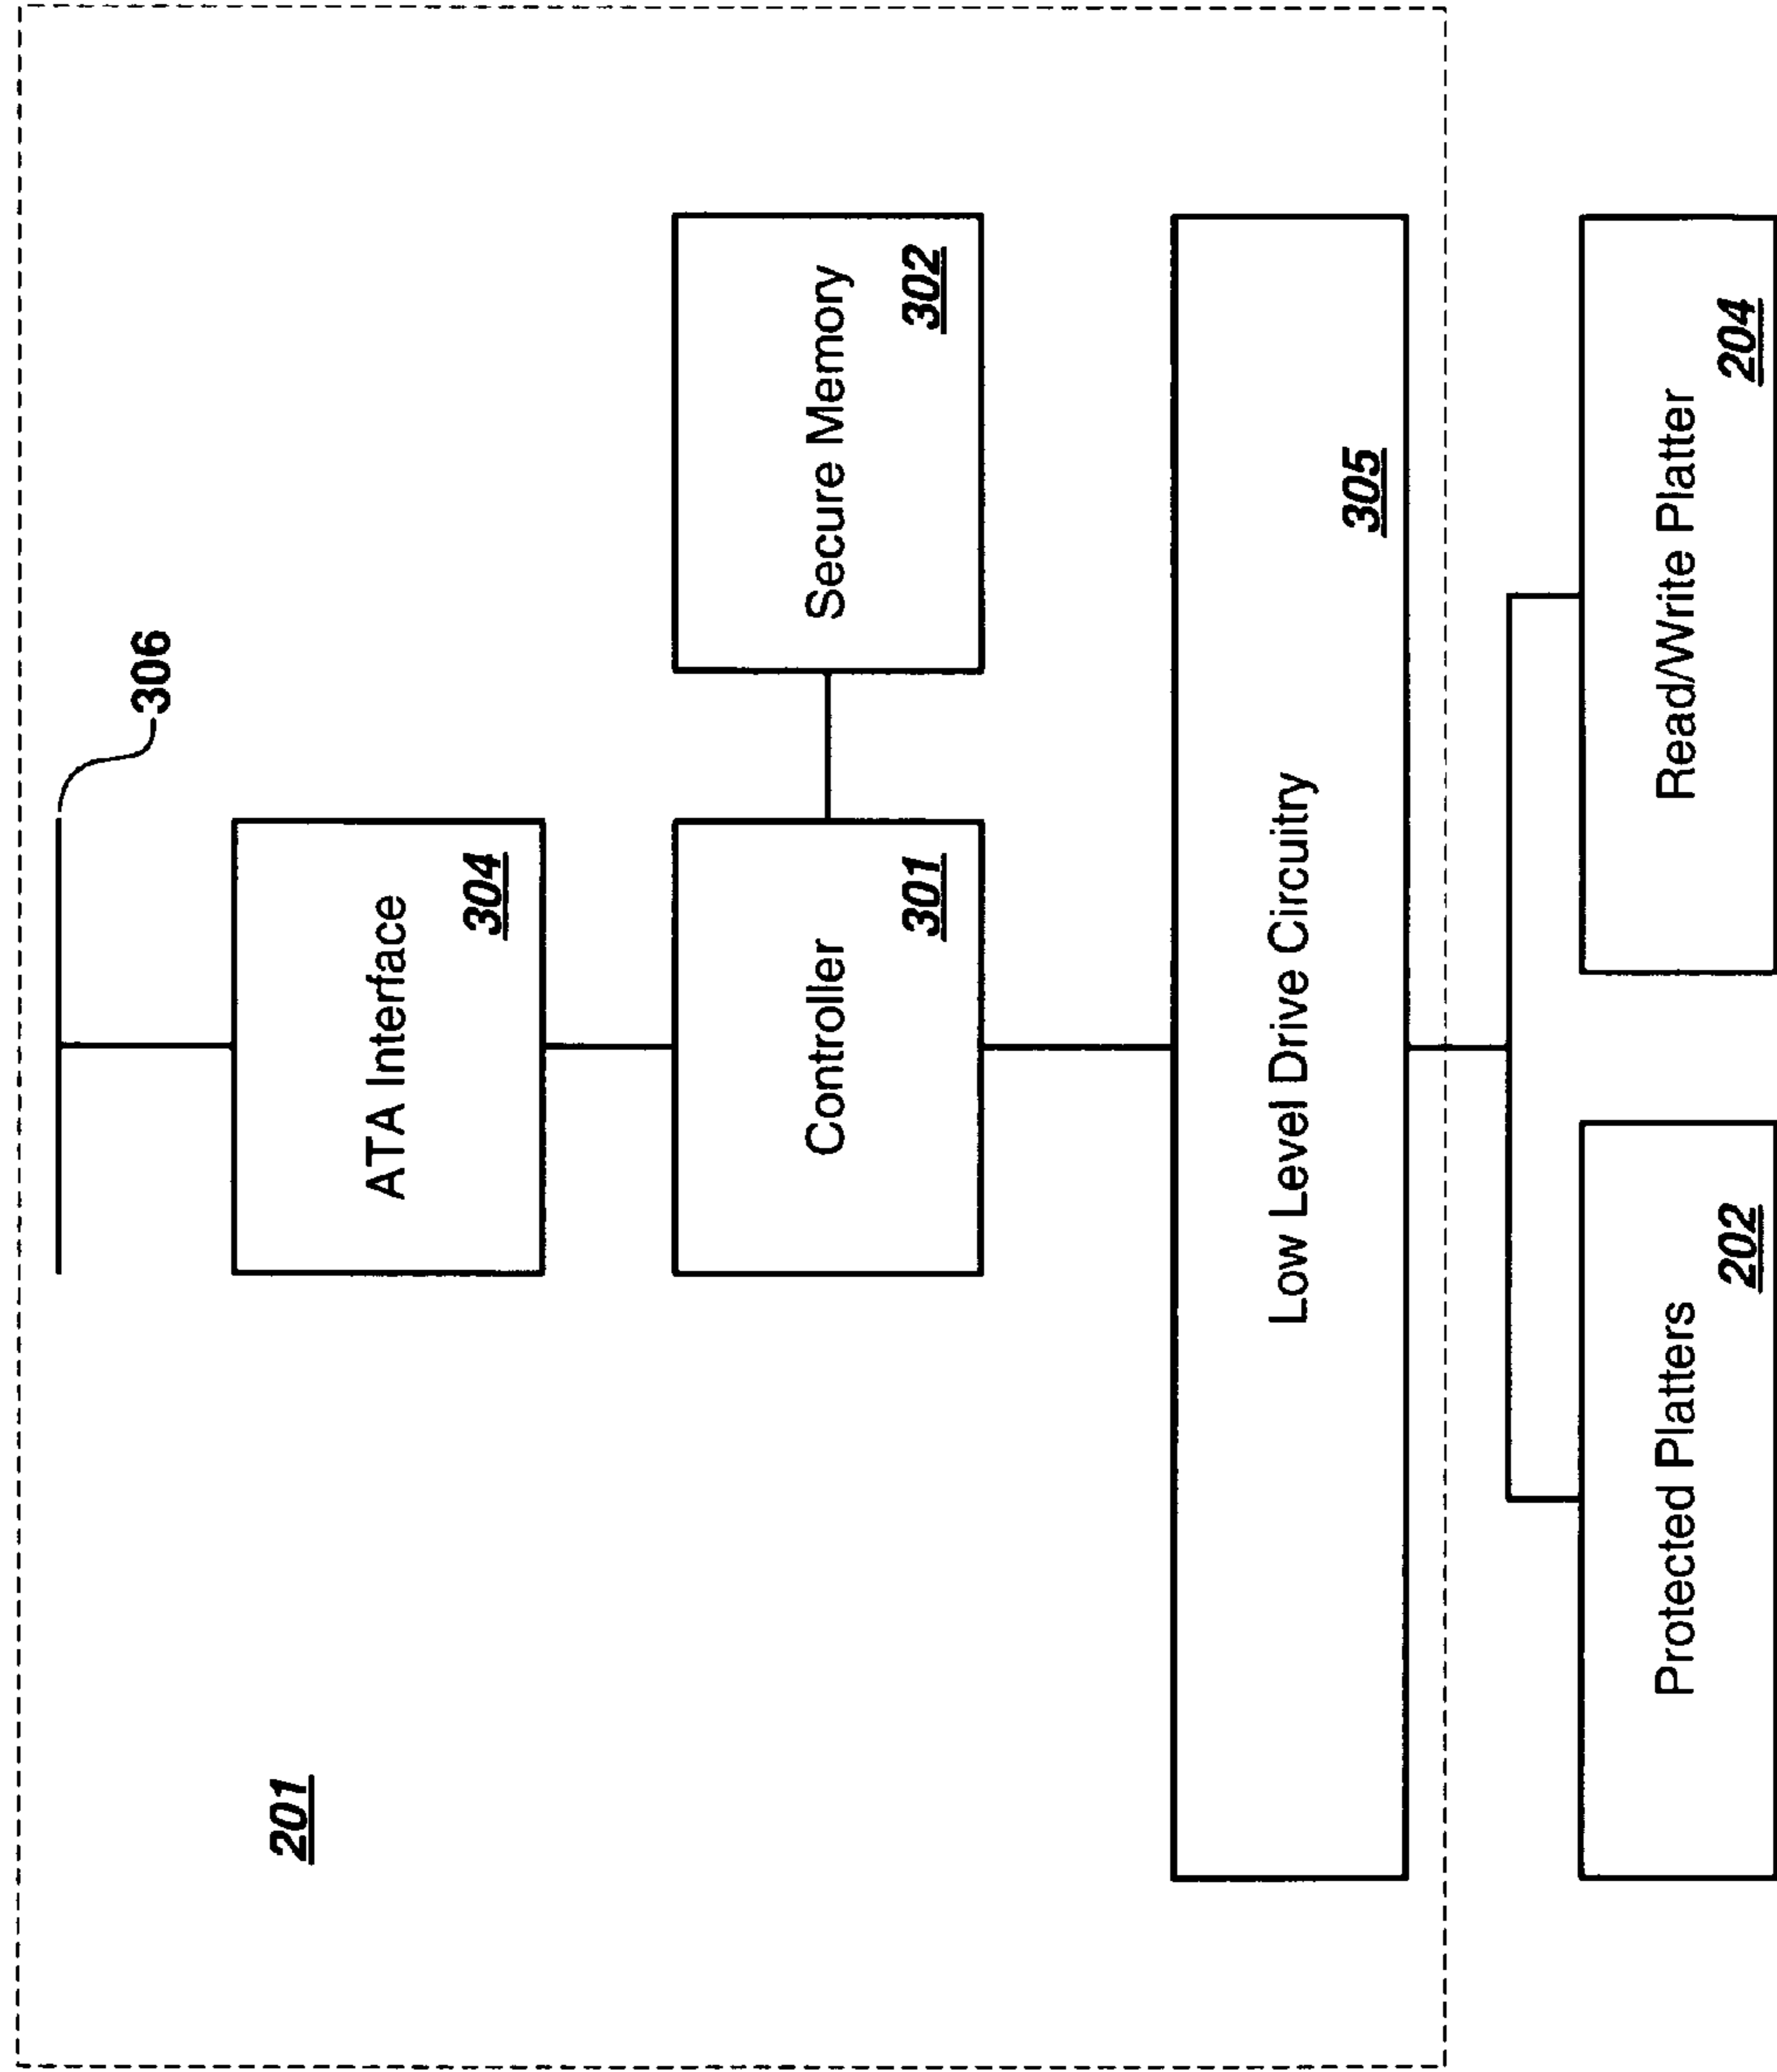 201
306
ATA Interface
304
Controller
301
Secure Memory
302
Low Level Drive Circuitry
305
Protected Platters
202
Read/Write Platter
204